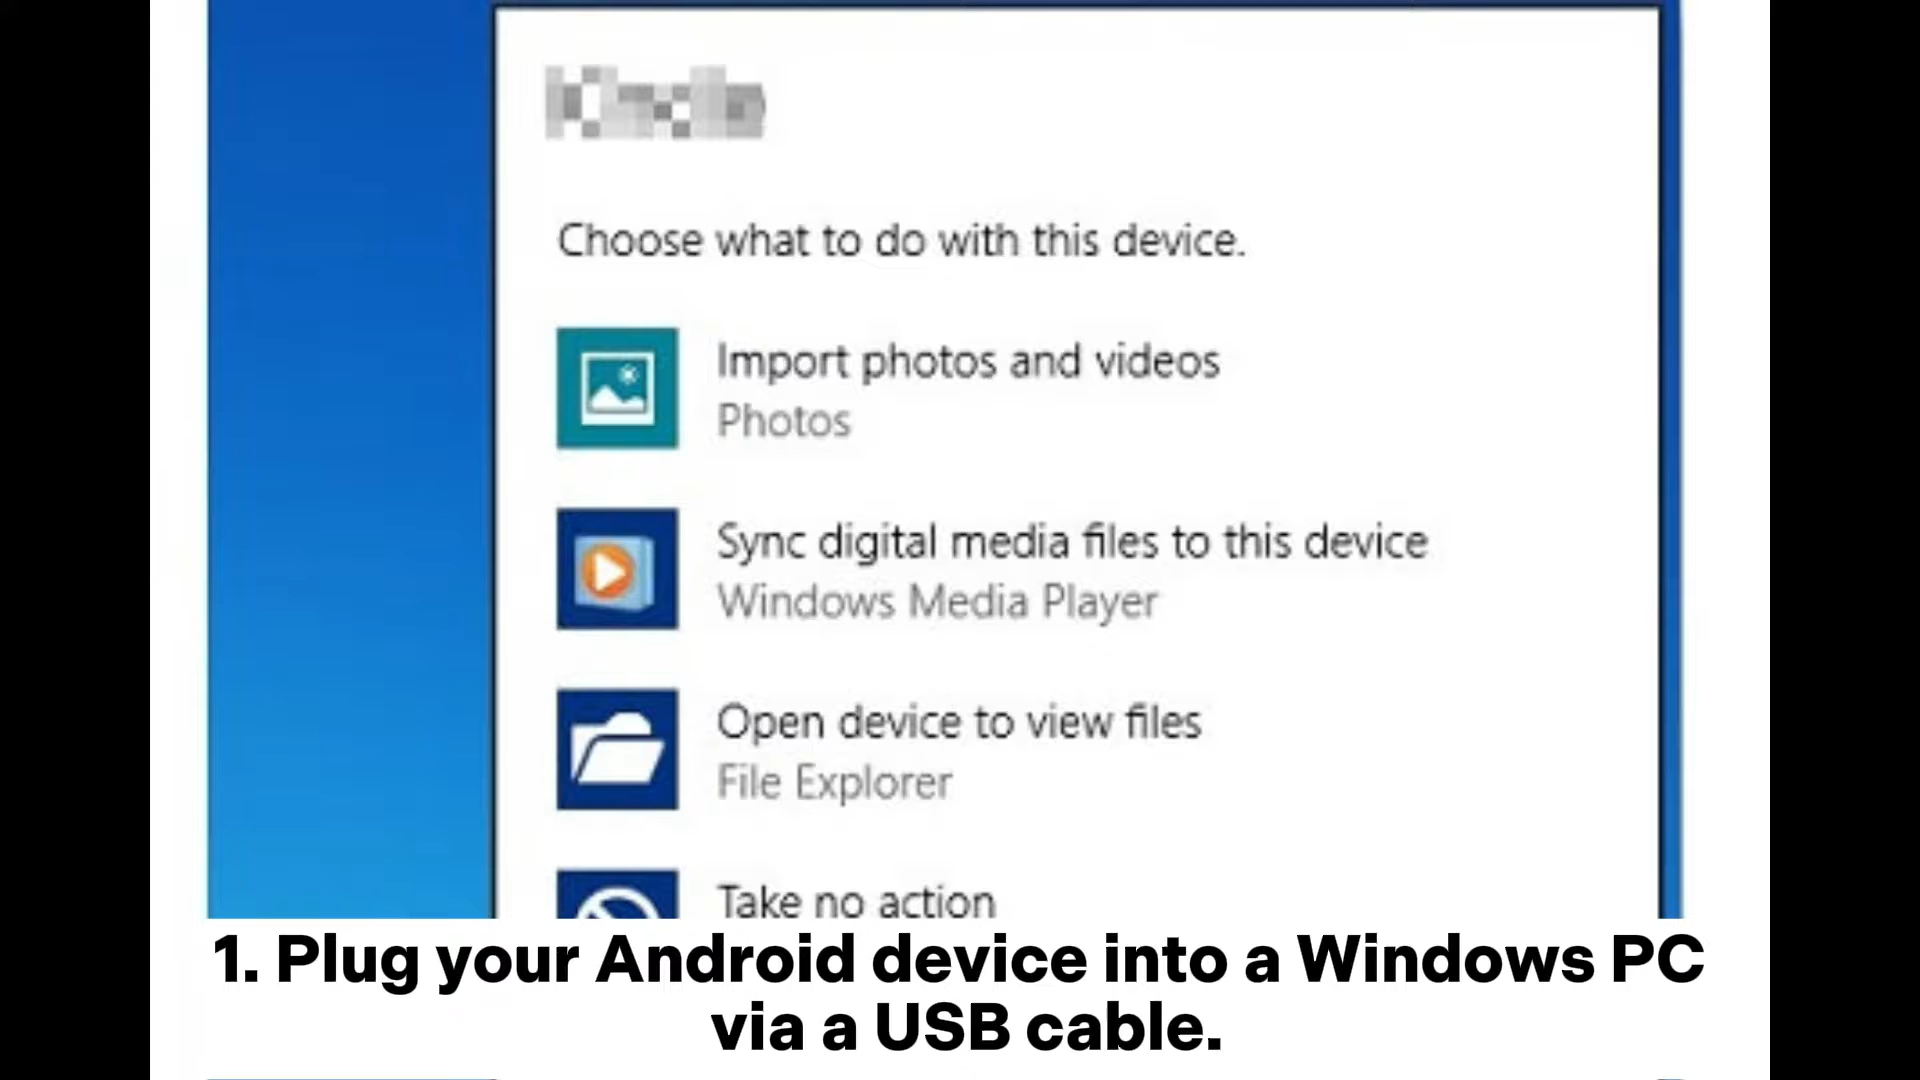 Choose what to do with this device.
Import photos and videos
Photos
Sync digital media files to this device
Windows Media Player
Open device to view files
File Explorer
Take no action
1. Plug your Android device into a Windows PC
via a USB cable.